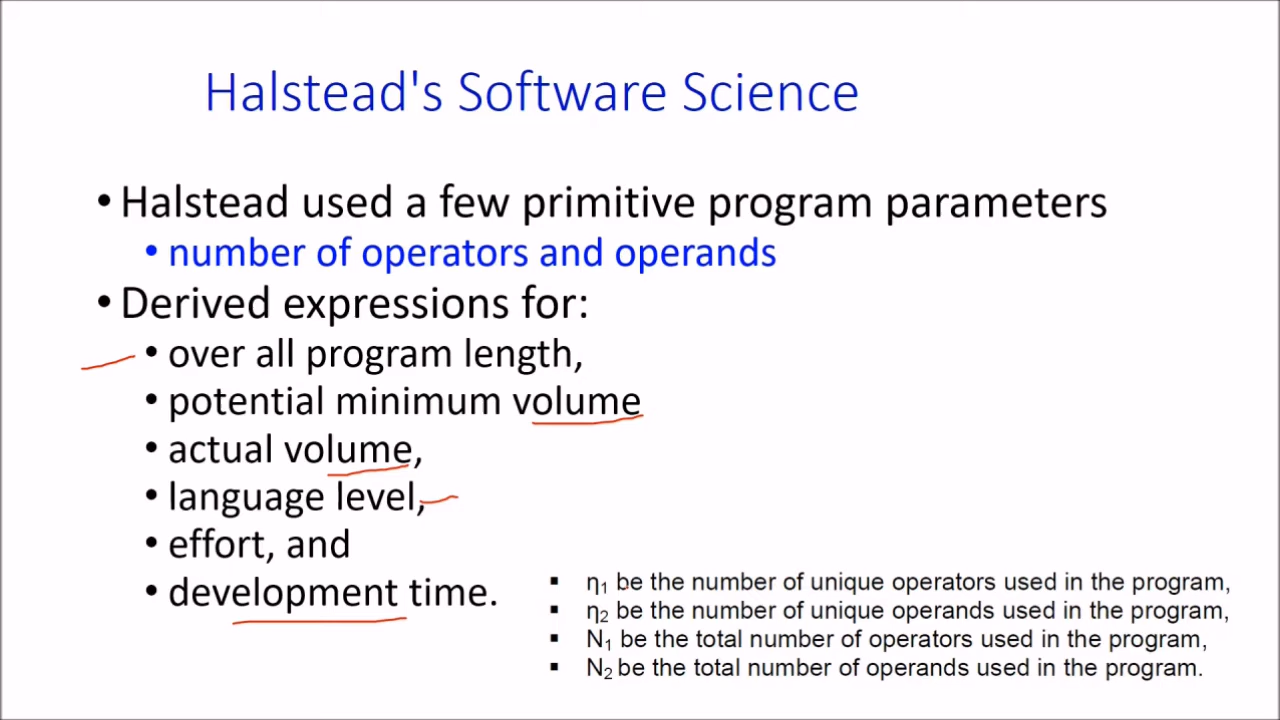 Halstead's Software Science
• Halstead used a few primitive program parameters
• number of operators and operands
• Derived expressions for:
• over all program length,
• potential minimum volume
• actual volume,
• language level,
• effort, and
• development time.
▪ η₁ be the number of unique operators used in the program,
▪ η₂ be the number of unique operands used in the program,
▪ N₁ be the total number of operators used in the program,
▪ N₂ be the total number of operands used in the program.